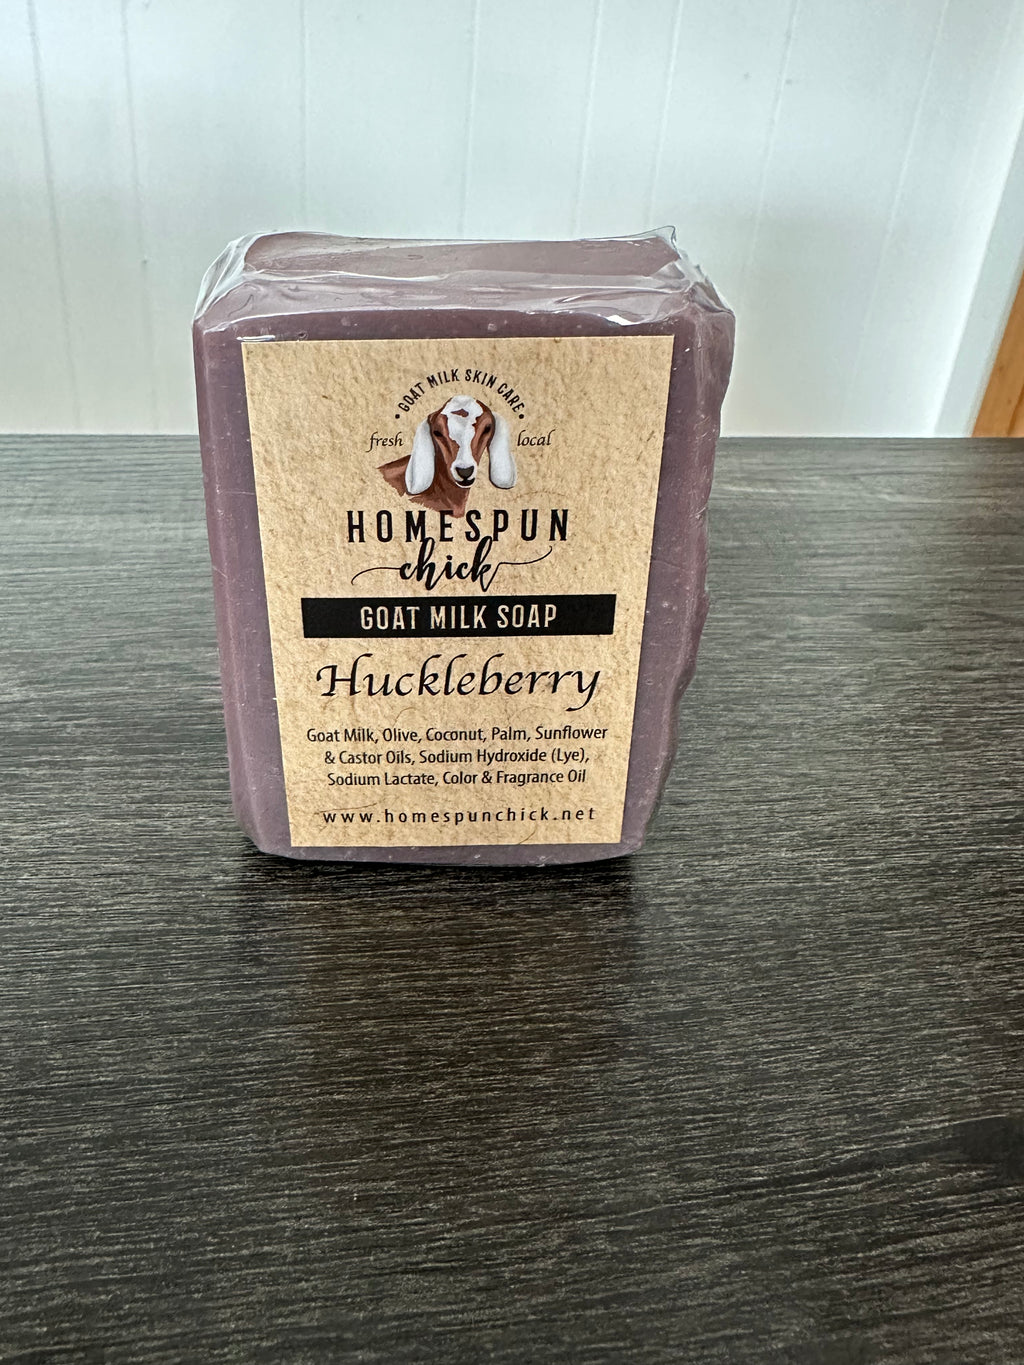 • GOAT MILK SKIN CARE •
fresh local
HOMESPUN
chick
GOAT MILK SOAP
Huckleberry
Goat Milk, Olive, Coconut, Palm, Sunflower
& Castor Oils, Sodium Hydroxide (Lye),
Sodium Lactate, Color & Fragrance Oil
www.homespunchick.net